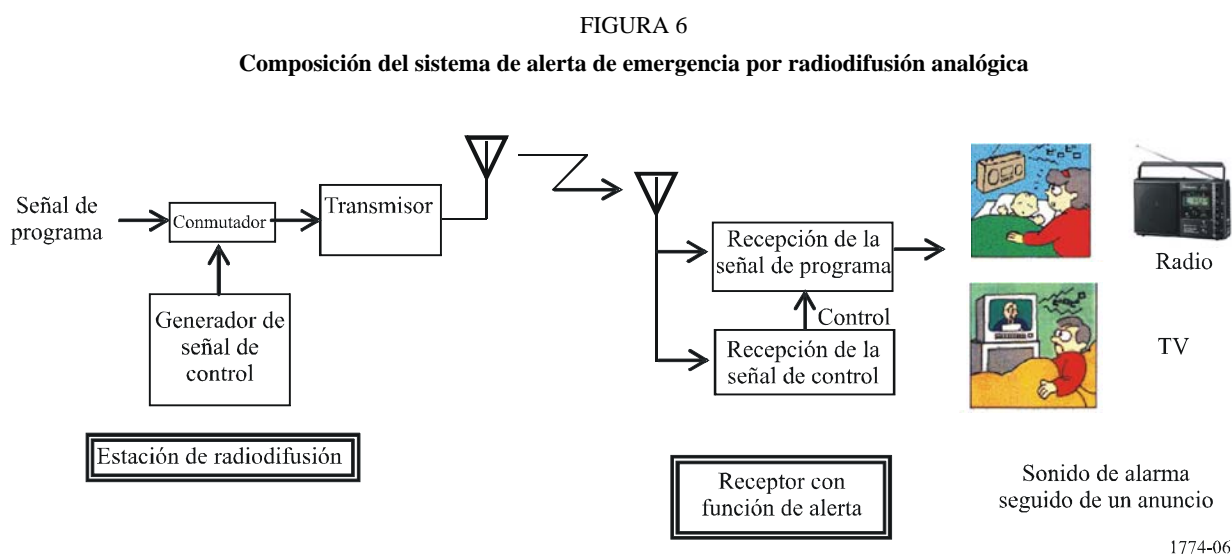 FIGURA 6
Composición del sistema de alerta de emergencia por radiodifusión analógica
Señal de
programa
Conmutador
Transmisor
Generador de
señal de
control
Estación de radiodifusión
Recepción de la
señal de programa
Control
Recepción de la
señal de control
Receptor con
función de alerta
Radio
TV
Sonido de alarma
seguido de un anuncio
1774-06